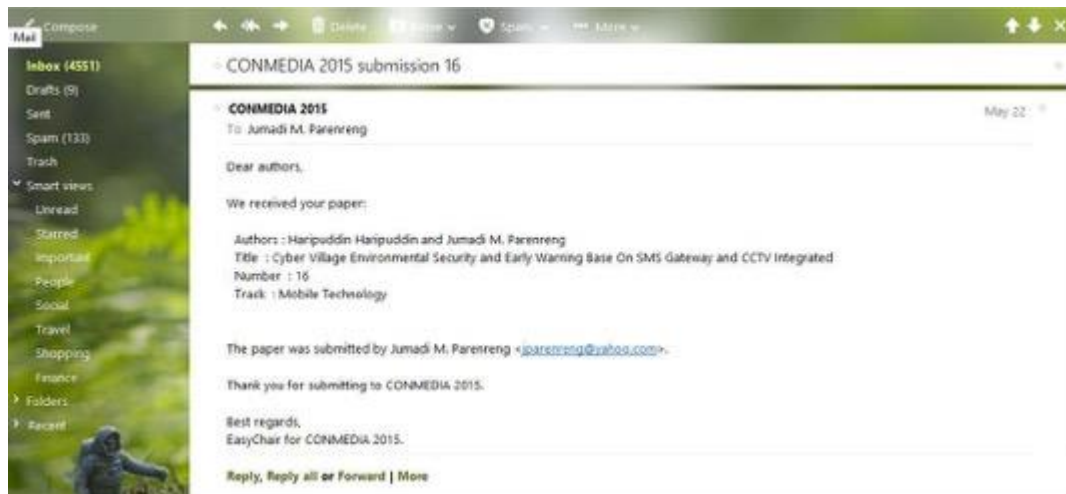 Compose
Delete
Spam
More
Mail
Inbox (4551)
Drafts (9)
Sent
Spam (133)
Trash
Smart views
Unread
Starred
Important
People
Social
Travel
Shopping
Finance
Folders
Recent
CONMEDIA 2015 submission 16
CONMEDIA 2015
May 22
To Jumadi M. Parenreng
Dear authors,
We received your paper:
Authors : Haripuddin Haripuddin and Jumadi M. Parenreng
Title : Cyber Village Environmental Security and Early Warning Base On SMS Gateway and CCTV Integrated
Number : 16
Track : Mobile Technology
The paper was submitted by Jumadi M. Parenreng <jparenreng@yahoo.com>.
Thank you for submitting to CONMEDIA 2015.
Best regards,
EasyChair for CONMEDIA 2015.
Reply, Reply all or Forward | More